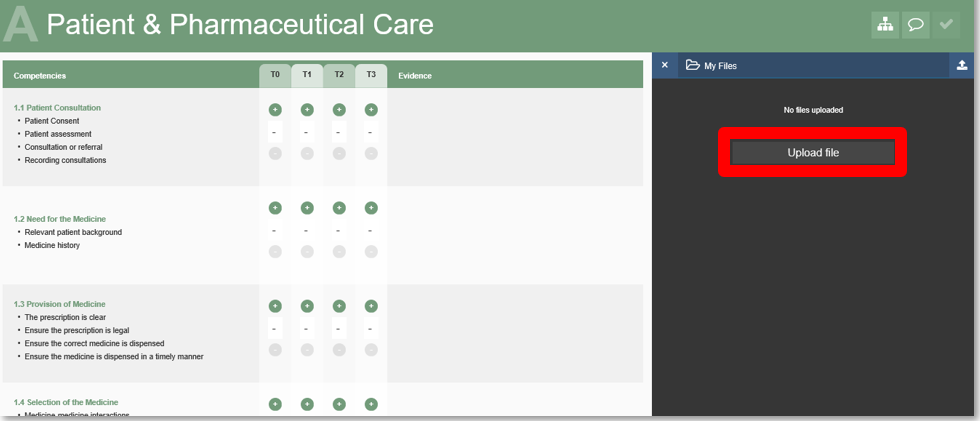 A Patient & Pharmaceutical Care
Competencies T0 T1 T2 T3 Evidence
× My Files
No files uploaded
Upload file
1.1 Patient Consultation
• Patient Consent
• Patient assessment
• Consultation or referral
• Recording consultations
+ + + +
- - - -
1.2 Need for the Medicine
• Relevant patient background
• Medicine history
+ + + +
- - - -
1.3 Provision of Medicine
• The prescription is clear
• Ensure the prescription is legal
• Ensure the correct medicine is dispensed
• Ensure the medicine is dispensed in a timely manner
+ + + +
- - - -
1.4 Selection of the Medicine
• Medicine-medicine interactions
+ + + +